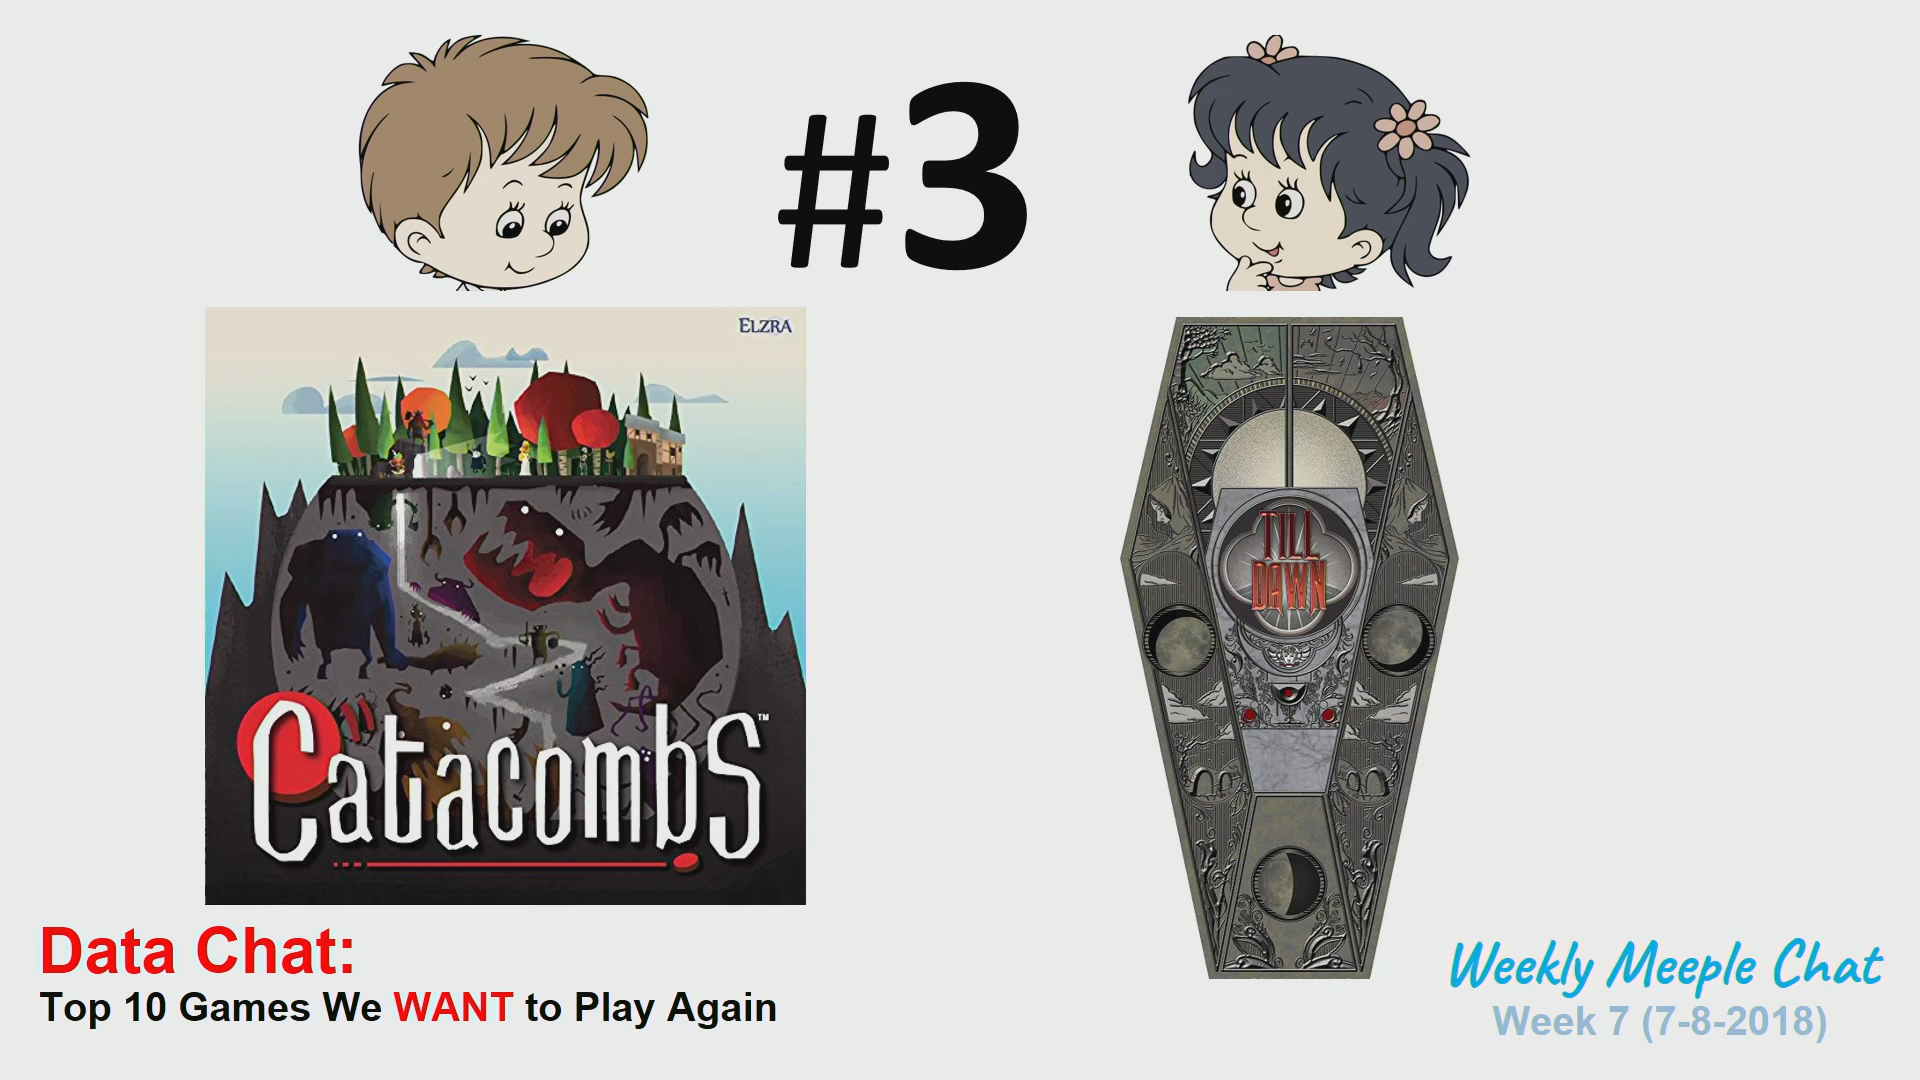 #3
ELZRA
Catacombs™
TILL
DAWN
Data Chat:
Top 10 Games We WANT to Play Again
Weekly Meeple Chat
Week 7 (7-8-2018)